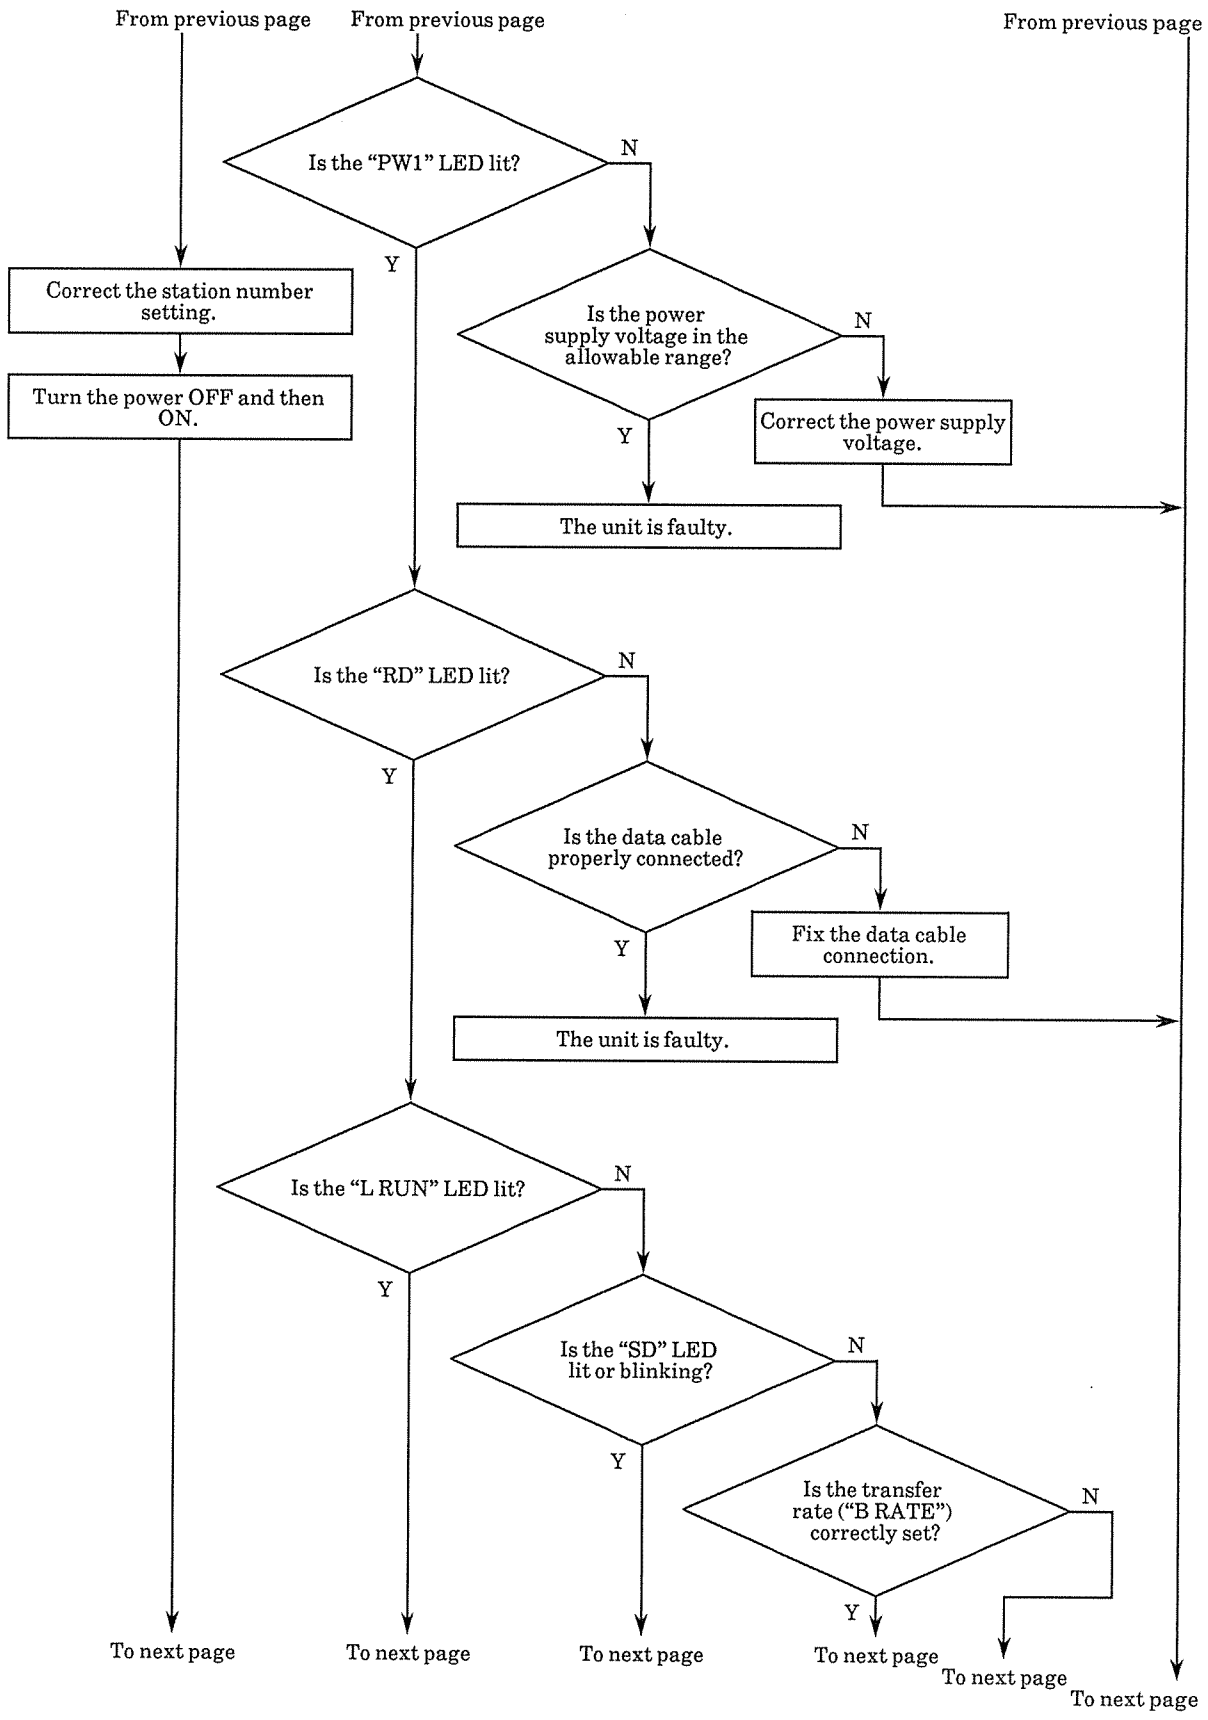 From previous page
From previous page
From previous page
Is the “PW1” LED lit?
N
Y
Correct the station number
setting.
Turn the power OFF and then
ON.
Is the power
supply voltage in the
allowable range?
N
Y
Correct the power supply
voltage.
The unit is faulty.
Is the “RD” LED lit?
N
Y
Is the data cable
properly connected?
N
Y
Fix the data cable
connection.
The unit is faulty.
Is the “L RUN” LED lit?
N
Y
Is the “SD” LED
lit or blinking?
N
Y
Is the transfer
rate (“B RATE”)
correctly set?
N
Y
To next page
To next page
To next page
To next page
To next page
To next page